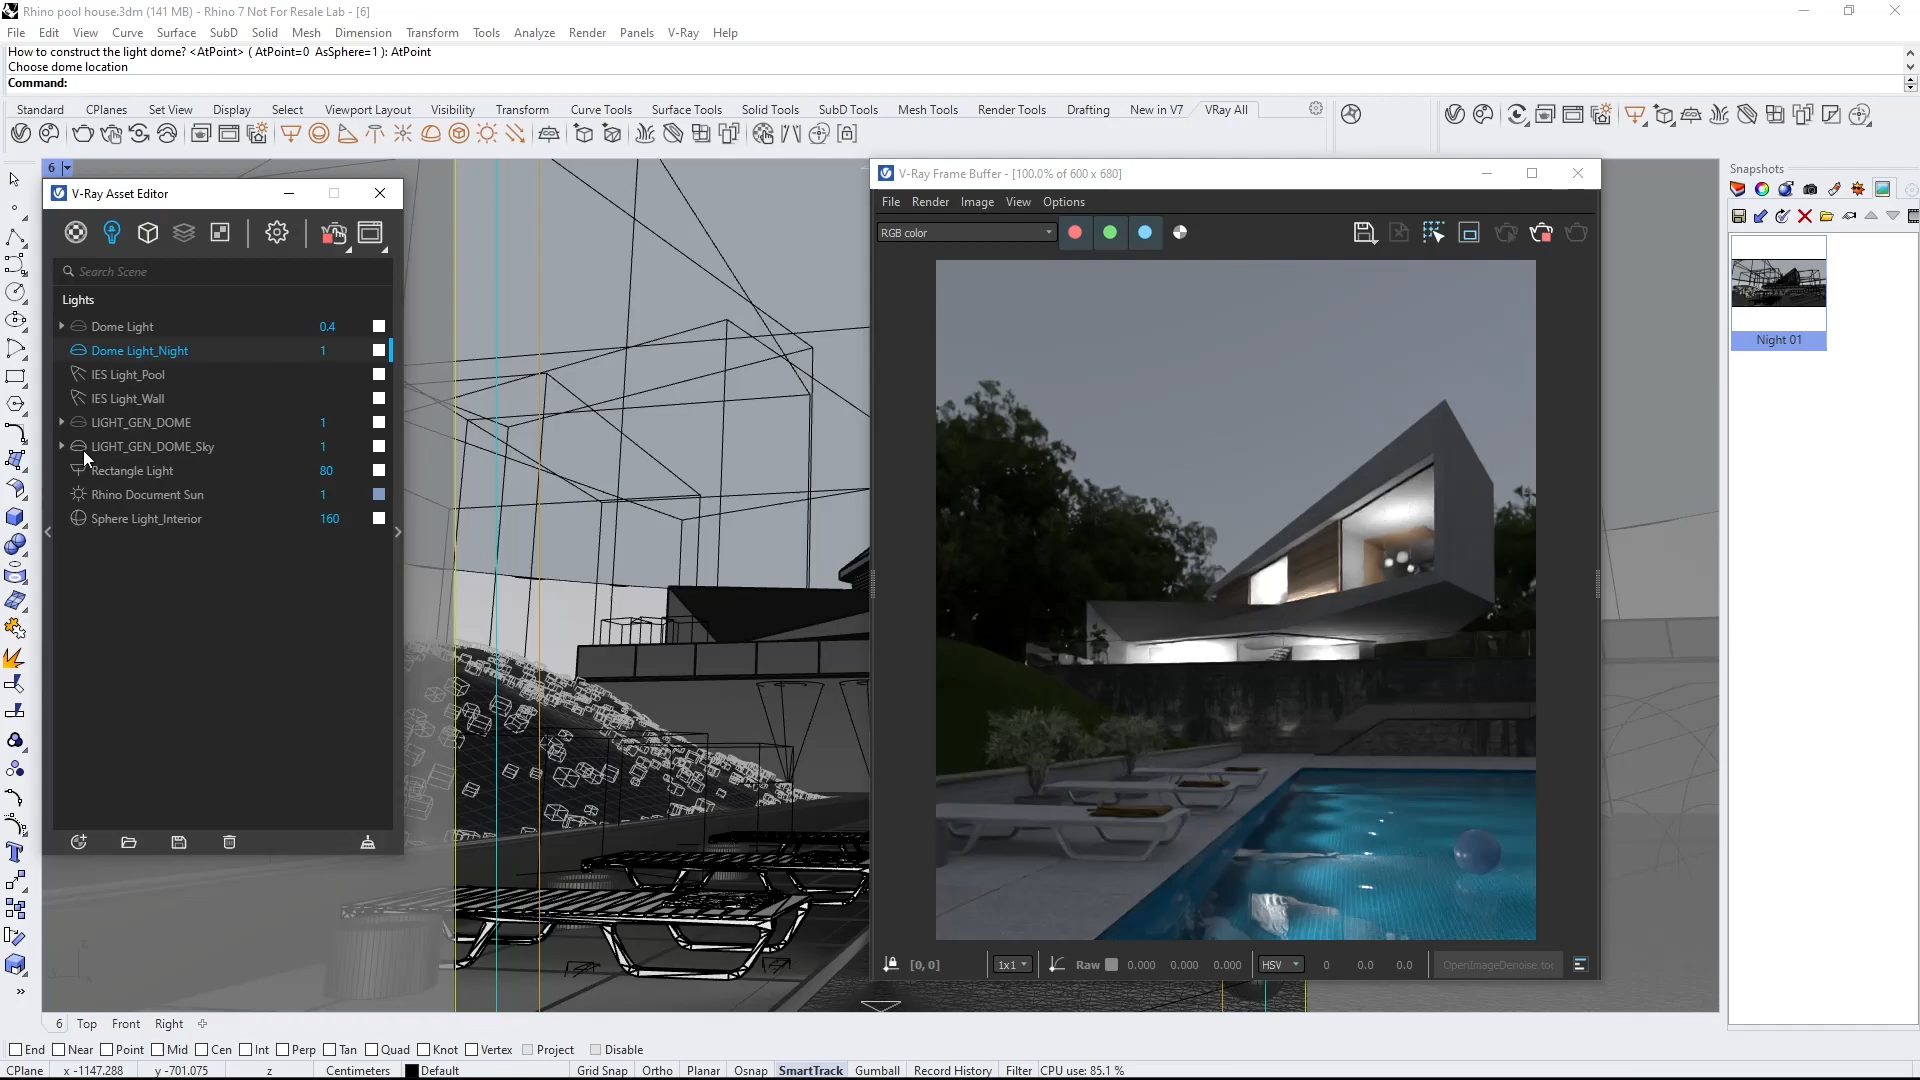 Rhino pool house.3dm (141 MB) - Rhino 7 Not For Resale Lab - [6]
File Edit View Curve Surface SubD Solid Mesh Dimension Transform Tools Analyze Render Panels V-Ray Help
How to construct the light dome? <AtPoint> ( AtPoint=0 AsSphere=1 ): AtPoint
Choose dome location
Command:
Standard CPlanes Set View Display Select Viewport Layout Visibility Transform Curve Tools Surface Tools Solid Tools SubD Tools Mesh Tools Render Tools Drafting New in V7 VRay All
6
V-Ray Asset Editor
Search Scene
Lights
Dome Light 0.4
Dome Light_Night 1
IES Light_Pool
IES Light_Wall
LIGHT_GEN_DOME 1
LIGHT_GEN_DOME_Sky 1
Rectangle Light 80
Rhino Document Sun 1
Sphere Light_Interior 160
V-Ray Frame Buffer - [100.0% of 600 x 680]
File Render Image View Options
RGB color
[0, 0] 1x1 Raw 0.000 0.000 0.000 HSV 0 0.0 0.0 OpenImageDenoise to
Snapshots
Night 01
6 Top Front Right
End Near Point Mid Cen Int Perp Tan Quad Knot Vertex Project Disable
CPlane x -1147.288 y -701.075 z Centimeters Default Grid Snap Ortho Planar Osnap SmartTrack Gumball Record History Filter CPU use: 85.1 %